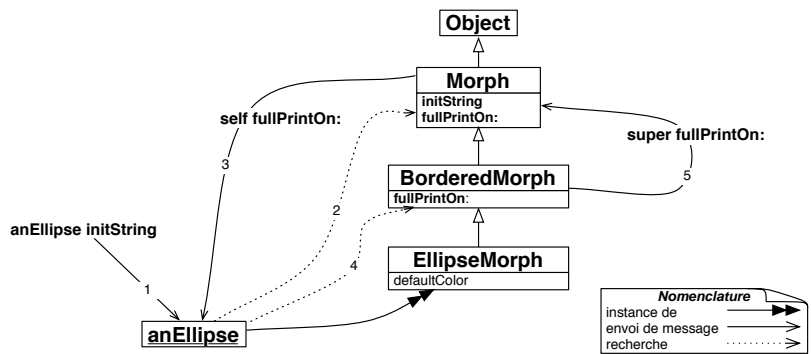 Object
Morph
initString
fullPrintOn:
self fullPrintOn:
super fullPrintOn:
3
5
BorderedMorph
fullPrintOn:
2
anEllipse initString
4
EllipseMorph
defaultColor
1
anEllipse
Nomenclature
instance de
envoi de message
recherche